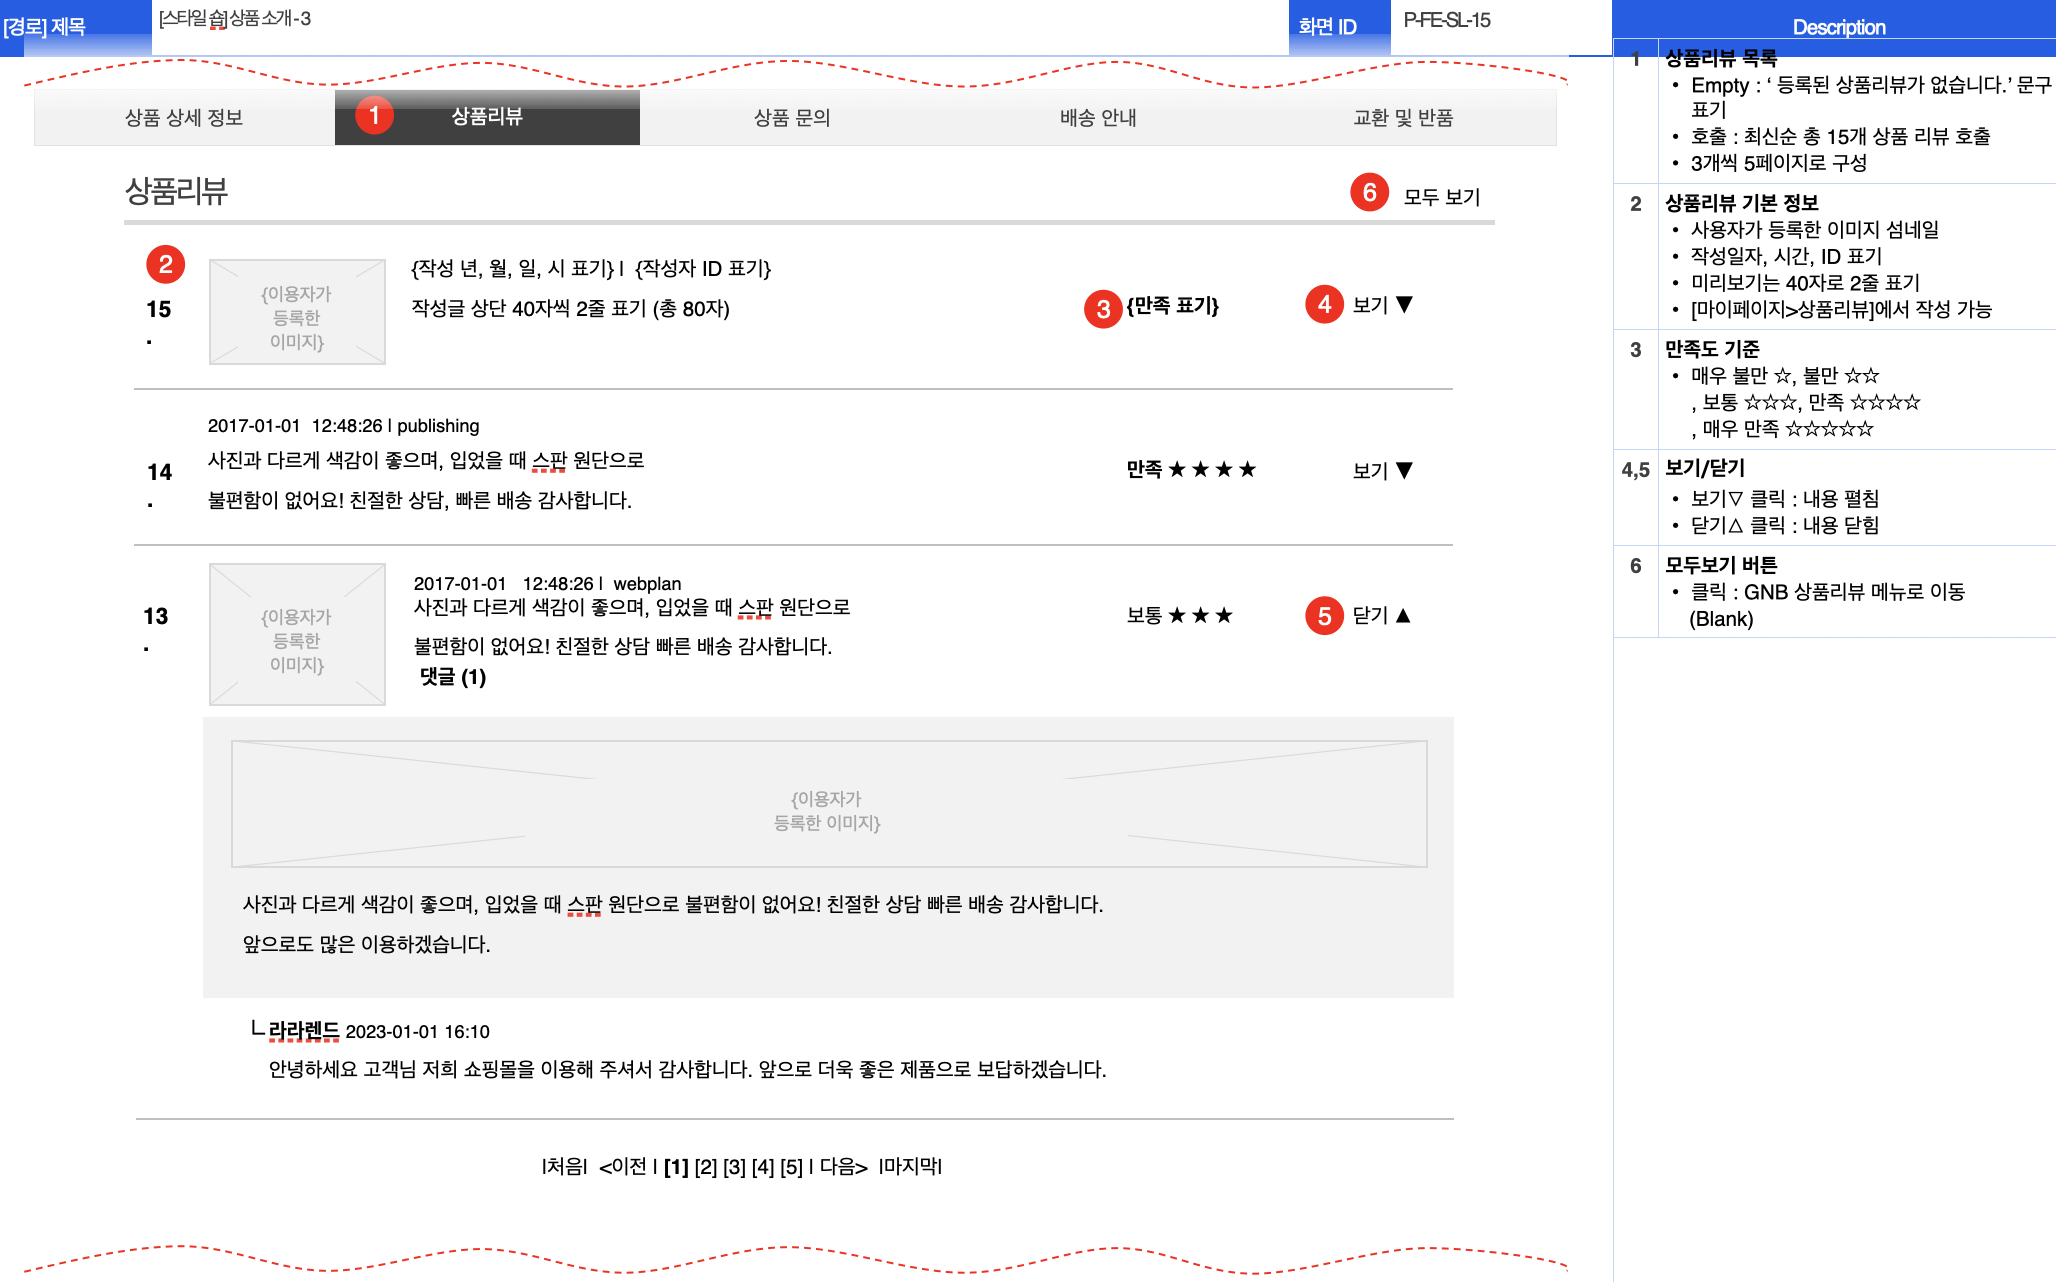 [경로] 제목
[스타일 숍]상품 소개 - 3
화면 ID
P-FE-SL-15
상품 상세 정보
1
상품리뷰
상품 문의
배송 안내
교환 및 반품
상품리뷰
6
모두 보기
2
15
.
{이용자가
등록한
이미지}
{작성 년, 월, 일, 시 표기} l {작성자 ID 표기}
작성글 상단 40자씩 2줄 표기 (총 80자)
3
{만족 표기}
4
보기 ▼
14
.
2017-01-01 12:48:26 l publishing
사진과 다르게 색감이 좋으며, 입었을 때 스판 원단으로
불편함이 없어요! 친절한 상담, 빠른 배송 감사합니다.
만족 ★ ★ ★ ★
보기 ▼
13
.
{이용자가
등록한
이미지}
2017-01-01 12:48:26 l webplan
사진과 다르게 색감이 좋으며, 입었을 때 스판 원단으로
불편함이 없어요! 친절한 상담 빠른 배송 감사합니다.
댓글 (1)
보통 ★ ★ ★
5
닫기 ▲
{이용자가
등록한 이미지}
사진과 다르게 색감이 좋으며, 입었을 때 스판 원단으로 불편함이 없어요! 친절한 상담 빠른 배송 감사합니다.
앞으로도 많은 이용하겠습니다.
ㄴ라라렌드 2023-01-01 16:10
안녕하세요 고객님 저희 쇼핑몰을 이용해 주셔서 감사합니다. 앞으로 더욱 좋은 제품으로 보답하겠습니다.
l처음l <이전 l [1] [2] [3] [4] [5] l 다음> l마지막l
Description
1
상품리뷰 목록
• Empty : ‘ 등록된 상품리뷰가 없습니다.’ 문구
표기
• 호출 : 최신순 총 15개 상품 리뷰 호출
• 3개씩 5페이지로 구성
2
상품리뷰 기본 정보
• 사용자가 등록한 이미지 섬네일
• 작성일자, 시간, ID 표기
• 미리보기는 40자로 2줄 표기
• [마이페이지>상품리뷰]에서 작성 가능
3
만족도 기준
• 매우 불만 ☆, 불만 ☆☆
, 보통 ☆☆☆, 만족 ☆☆☆☆
, 매우 만족 ☆☆☆☆☆
4,5
보기/닫기
• 보기▽ 클릭 : 내용 펼침
• 닫기△ 클릭 : 내용 닫힘
6
모두보기 버튼
• 클릭 : GNB 상품리뷰 메뉴로 이동
(Blank)